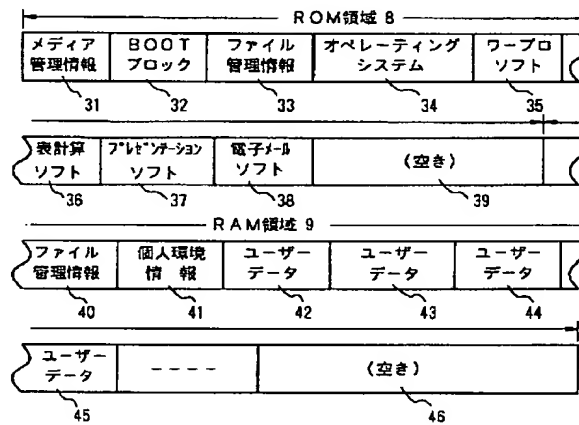 ROM領域8
メディア管理情報 BOOTブロック ファイル管理情報 オペレーティングシステム ワープロソフト
31 32 33 34 35
表計算ソフト プレゼンテーションソフト 電子メールソフト (空き)
36 37 38 39
RAM領域9
ファイル管理情報 個人環境情報 ユーザーデータ ユーザーデータ ユーザーデータ
40 41 42 43 44
ユーザーデータ ---- (空き)
45 46